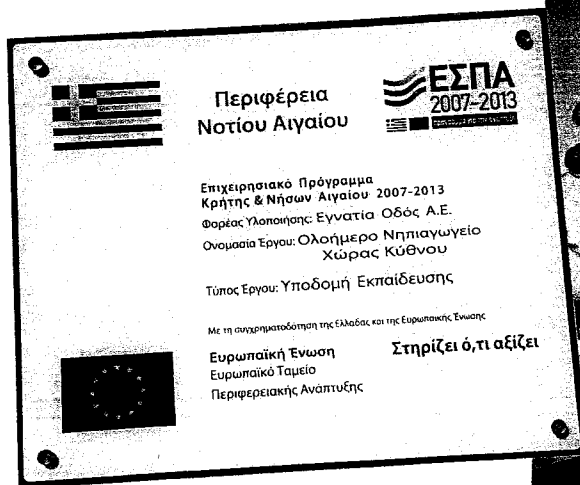 Περιφέρεια
Νοτίου Αιγαίου
ΕΣΠΑ
2007-2013
Επιχειρησιακό Πρόγραμμα
Κρήτης & Νήσων Αιγαίου 2007-2013
Φορέας Υλοποίησης: Εγνατία Οδός Α.Ε.
Ονομασία Έργου: Ολοήμερο Νηπιαγωγείο
Χώρας Κύθνου
Τύπος Έργου: Υποδομή Εκπαίδευσης
Με τη συγχρηματοδότηση της Ελλάδας και της Ευρωπαϊκής Ένωσης
Ευρωπαϊκή Ένωση
Ευρωπαϊκό Ταμείο
Περιφερειακής Ανάπτυξης
Στηρίζει ό,τι αξίζει